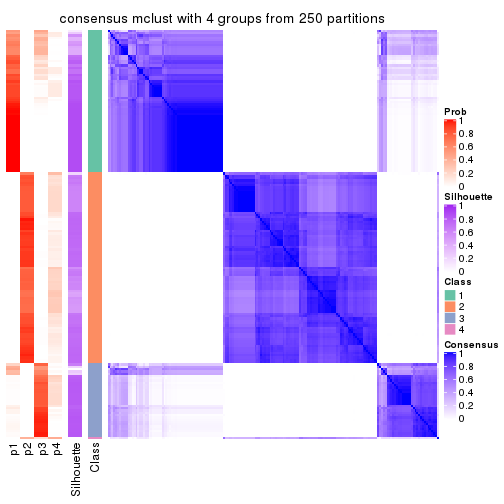 consensus mclust with 4 groups from 250 partitions
Prob
1
0.8
0.6
0.4
0.2
0
Silhouette
1
0.8
0.6
0.4
0.2
0
Class
1
2
3
4
Consensus
1
0.8
0.6
0.4
0.2
0
p1
p2
p3
p4
Silhouette
Class